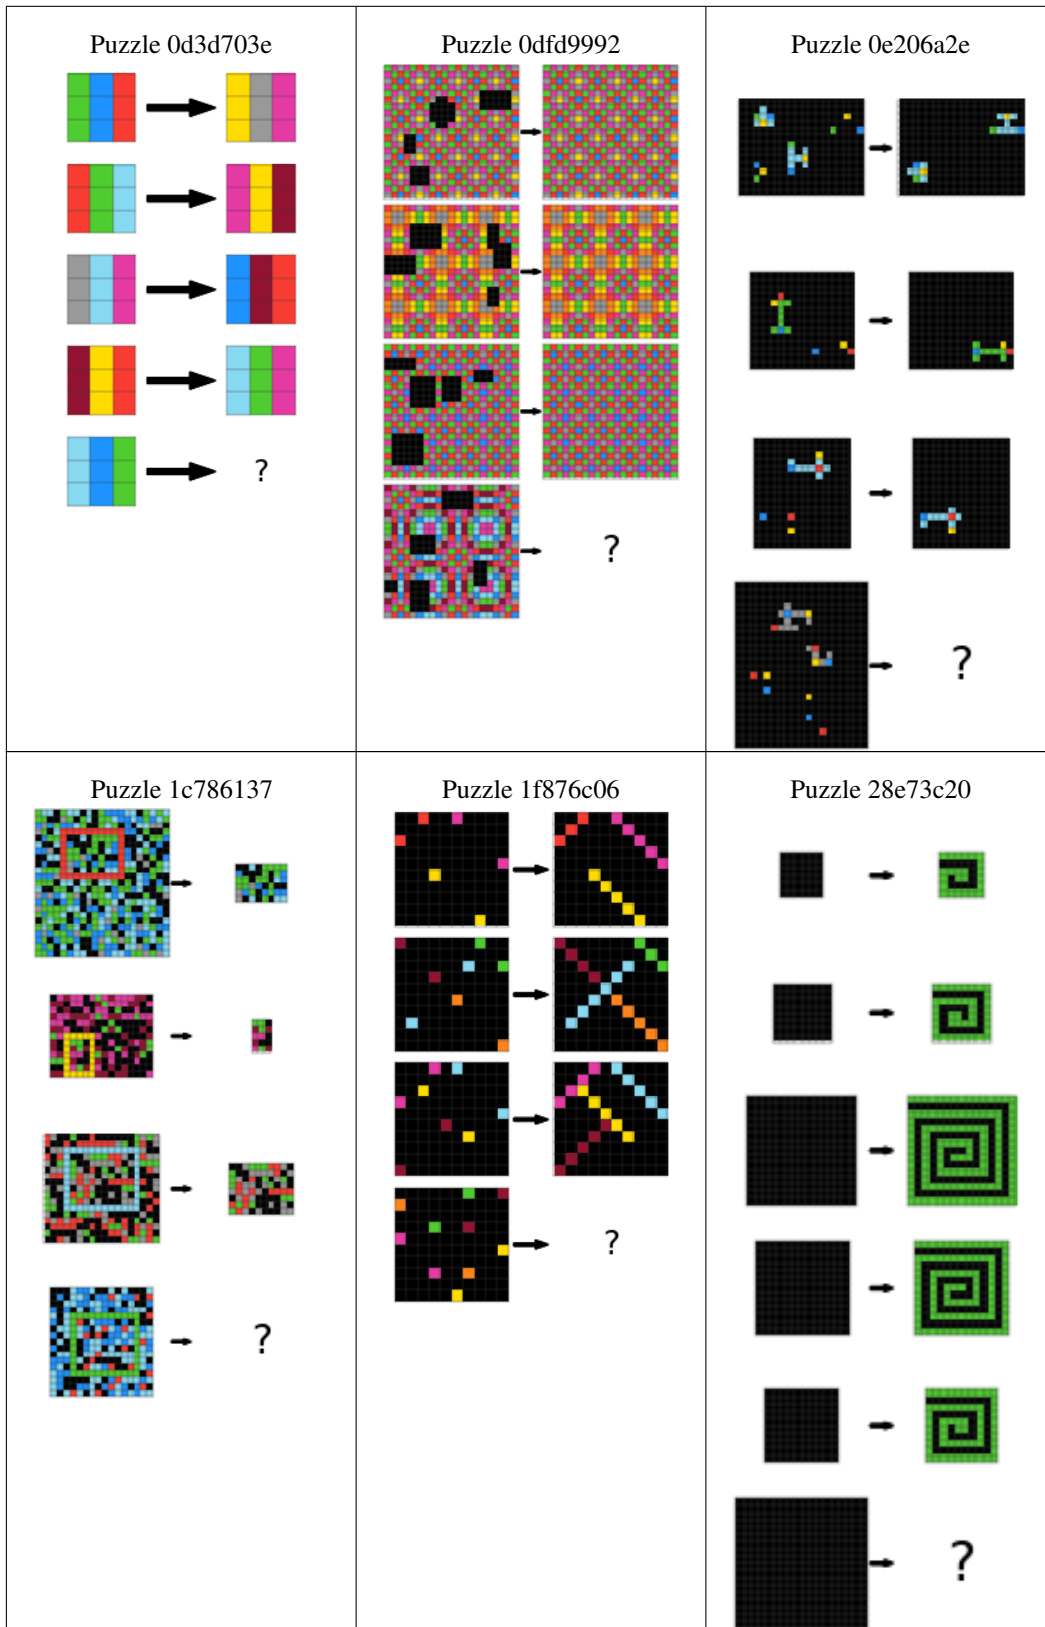 Puzzle 0d3d703e
?
Puzzle 0dfd9992
?
Puzzle 0e206a2e
?
Puzzle 1c786137
?
Puzzle 1f876c06
?
Puzzle 28e73c20
?